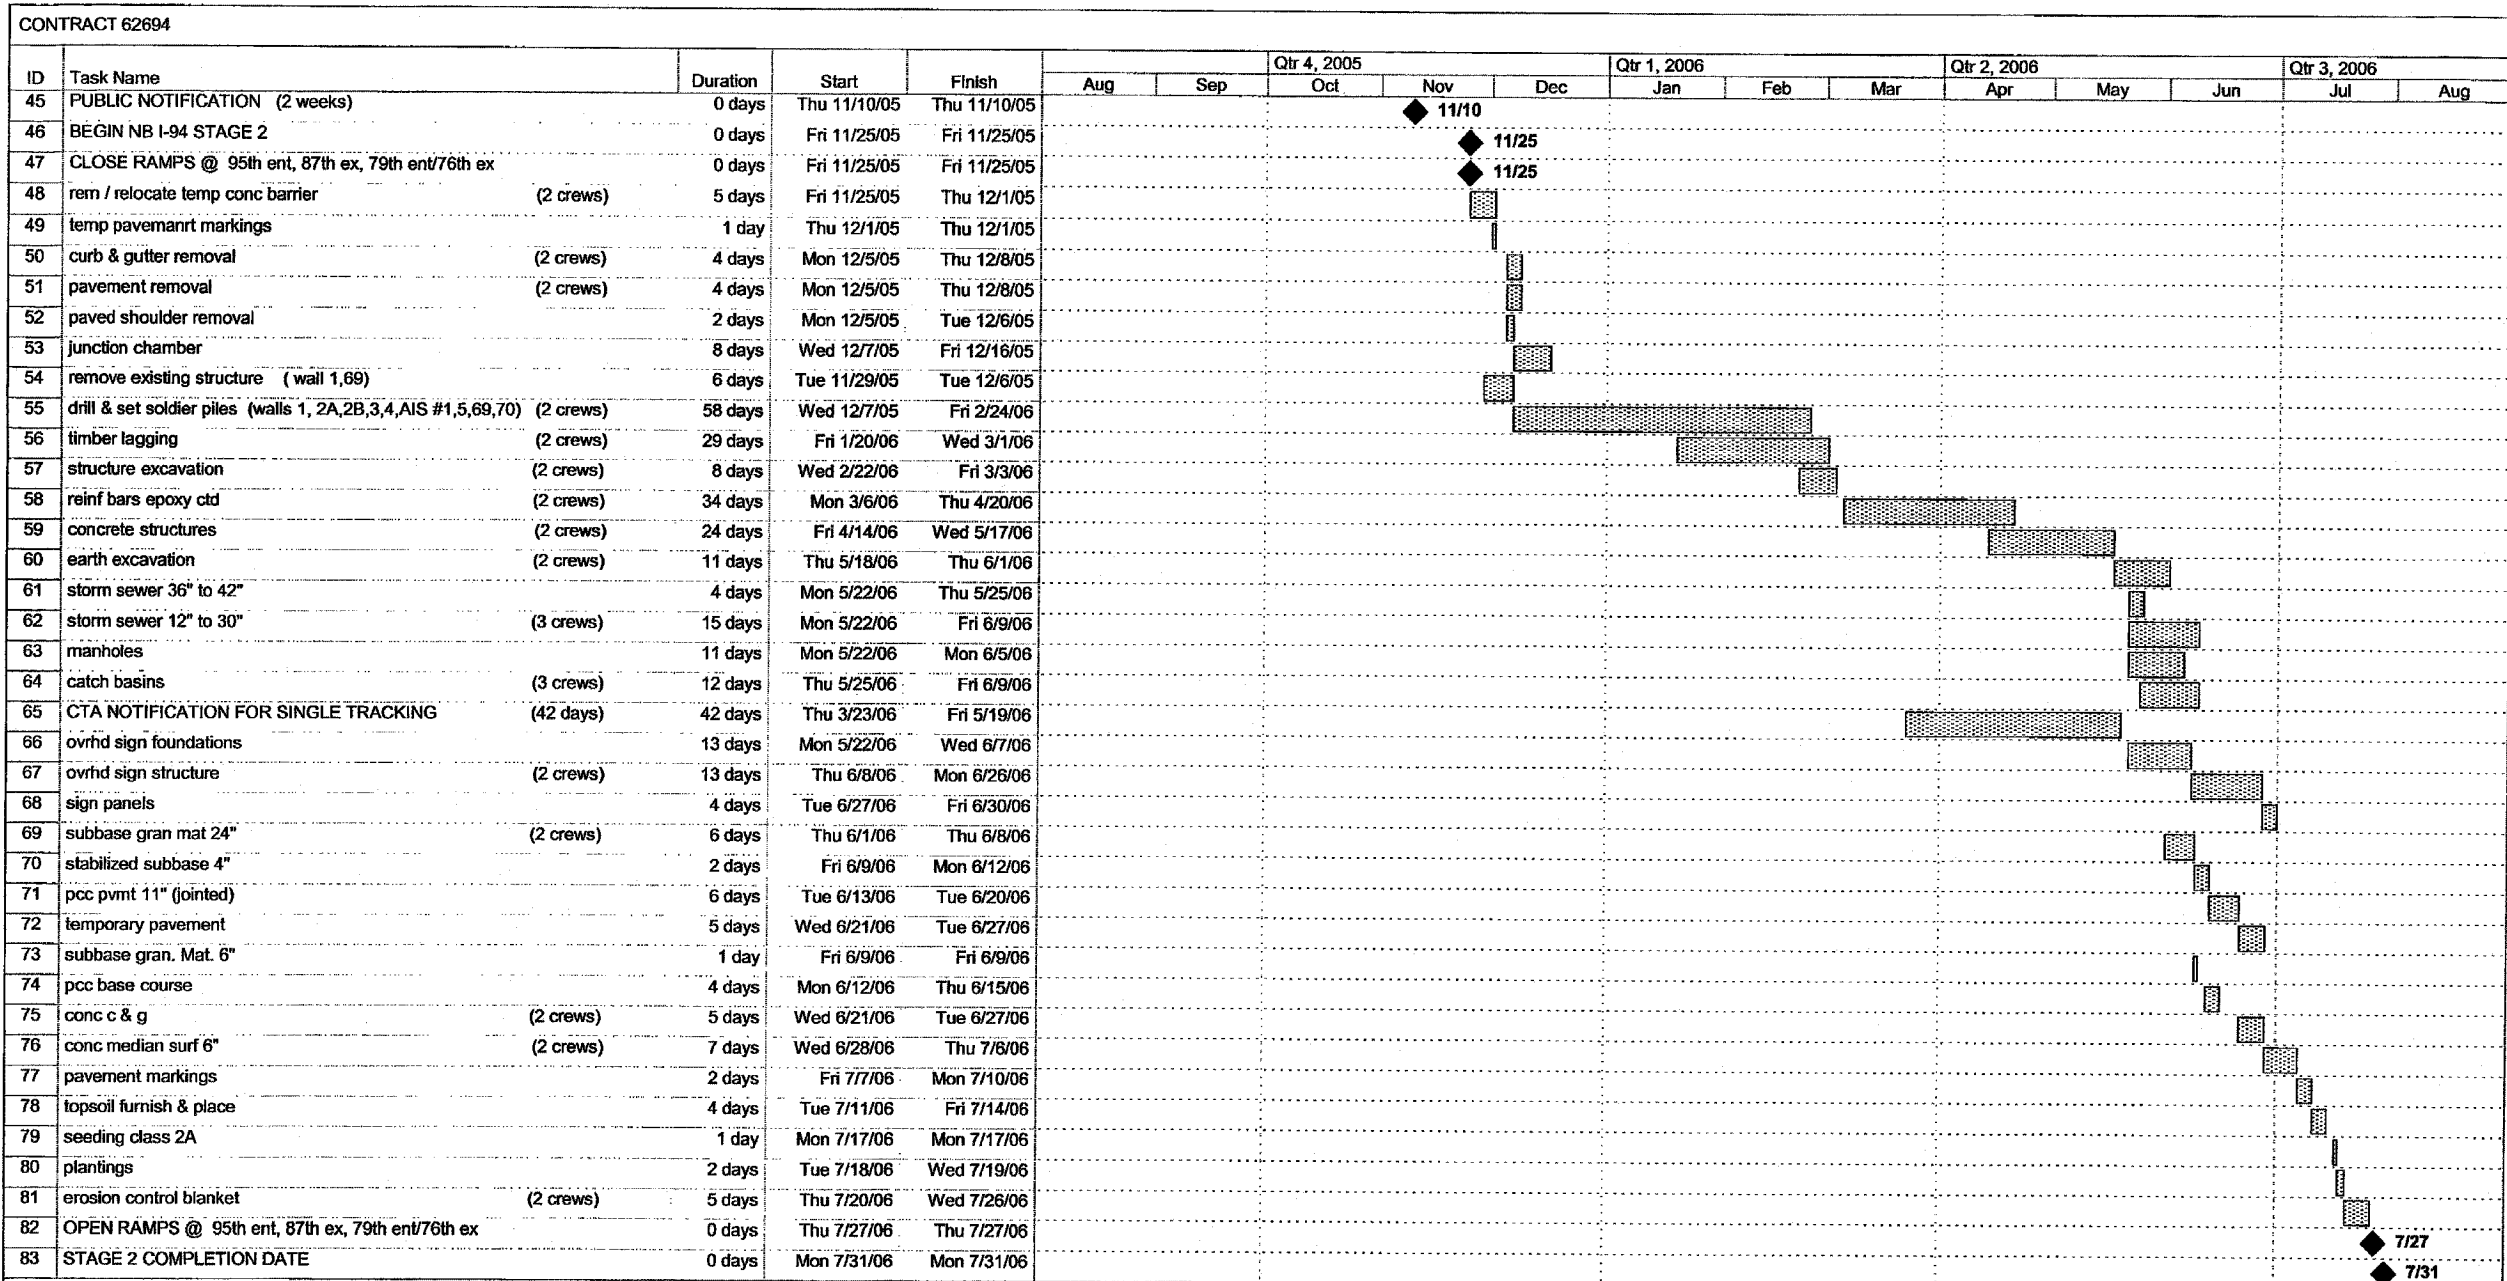 CONTRACT 62694
Qtr 4, 2005 Qtr 1, 2006 Qtr 2, 2006 Qtr 3, 2006
ID Task Name Duration Start Finish Aug Sep Oct Nov Dec Jan Feb Mar Apr May Jun Jul Aug
45 PUBLIC NOTIFICATION (2 weeks) 0 days Thu 11/10/05 Thu 11/10/05 11/10
46 BEGIN NB I-94 STAGE 2 0 days Fri 11/25/05 Fri 11/25/05 11/25
47 CLOSE RAMPS @ 95th ent, 87th ex, 79th ent/76th ex 0 days Fri 11/25/05 Fri 11/25/05 11/25
48 rem / relocate temp conc barrier (2 crews) 5 days Fri 11/25/05 Thu 12/1/05
49 temp pavemanrt markings 1 day Thu 12/1/05 Thu 12/1/05
50 curb & gutter removal (2 crews) 4 days Mon 12/5/05 Thu 12/8/05
51 pavement removal (2 crews) 4 days Mon 12/5/05 Thu 12/8/05
52 paved shoulder removal 2 days Mon 12/5/05 Tue 12/6/05
53 junction chamber 8 days Wed 12/7/05 Fri 12/16/05
54 remove existing structure ( wall 1,69) 6 days Tue 11/29/05 Tue 12/6/05
55 drill & set soldier piles (walls 1, 2A,2B,3,4,AIS #1,5,69,70) (2 crews) 58 days Wed 12/7/05 Fri 2/24/06
56 timber lagging (2 crews) 29 days Fri 1/20/06 Wed 3/1/06
57 structure excavation (2 crews) 8 days Wed 2/22/06 Fri 3/3/06
58 reinf bars epoxy ctd (2 crews) 34 days Mon 3/6/06 Thu 4/20/06
59 concrete structures (2 crews) 24 days Fri 4/14/06 Wed 5/17/06
60 earth excavation (2 crews) 11 days Thu 5/18/06 Thu 6/1/06
61 storm sewer 36" to 42" 4 days Mon 5/22/06 Thu 5/25/06
62 storm sewer 12" to 30" (3 crews) 15 days Mon 5/22/06 Fri 6/9/06
63 manholes 11 days Mon 5/22/06 Mon 6/5/06
64 catch basins (3 crews) 12 days Thu 5/25/06 Fri 6/9/06
65 CTA NOTIFICATION FOR SINGLE TRACKING (42 days) 42 days Thu 3/23/06 Fri 5/19/06
66 ovrhd sign foundations 13 days Mon 5/22/06 Wed 6/7/06
67 ovrhd sign structure (2 crews) 13 days Thu 6/8/06 Mon 6/26/06
68 sign panels 4 days Tue 6/27/06 Fri 6/30/06
69 subbase gran mat 24" (2 crews) 6 days Thu 6/1/06 Thu 6/8/06
70 stabilized subbase 4" 2 days Fri 6/9/06 Mon 6/12/06
71 pcc pvmt 11" (jointed) 6 days Tue 6/13/06 Tue 6/20/06
72 temporary pavement 5 days Wed 6/21/06 Tue 6/27/06
73 subbase gran. Mat. 6" 1 day Fri 6/9/06 Fri 6/9/06
74 pcc base course 4 days Mon 6/12/06 Thu 6/15/06
75 conc c & g (2 crews) 5 days Wed 6/21/06 Tue 6/27/06
76 conc median surf 6" (2 crews) 7 days Wed 6/28/06 Thu 7/6/06
77 pavement markings 2 days Fri 7/7/06 Mon 7/10/06
78 topsoil furnish & place 4 days Tue 7/11/06 Fri 7/14/06
79 seeding class 2A 1 day Mon 7/17/06 Mon 7/17/06
80 plantings 2 days Tue 7/18/06 Wed 7/19/06
81 erosion control blanket (2 crews) 5 days Thu 7/20/06 Wed 7/26/06
82 OPEN RAMPS @ 95th ent, 87th ex, 79th ent/76th ex 0 days Thu 7/27/06 Thu 7/27/06 7/27
83 STAGE 2 COMPLETION DATE 0 days Mon 7/31/06 Mon 7/31/06 7/31